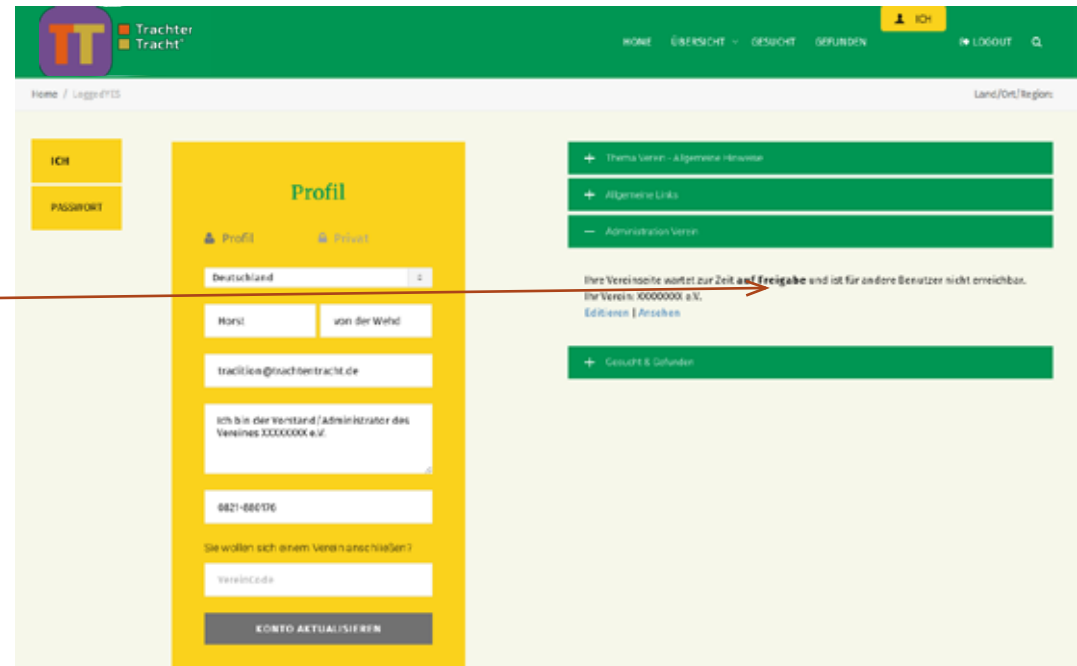 TT
Trachter
Tracht
ICH
HOME ÜBERSICHT GESUCHT GEFUNDEN LOGOUT
Home / LoggedYES
Land/Ort/Region:
ICH
PASSWORT
Profil
Profil Privat
Deutschland
Horst von der Wehd
tradition@trachtentracht.de
Ich bin der Vorstand/Administrator des
Vereines XXXXXXXX e.V.
0821-880176
Sie wollen sich einem Verein anschließen?
VereinCode
KONTO AKTUALISIEREN
+ Thema Verein - Allgemeine Hinweise
+ Allgemeine Links
— Administration Verein
Ihre Vereinseite wartet zur Zeit auf Freigabe und ist für andere Benutzer nicht erreichbar.
Ihr Verein: XXXXXXXX e.V.
Editieren | Ansehen
+ Gesucht & Gefunden